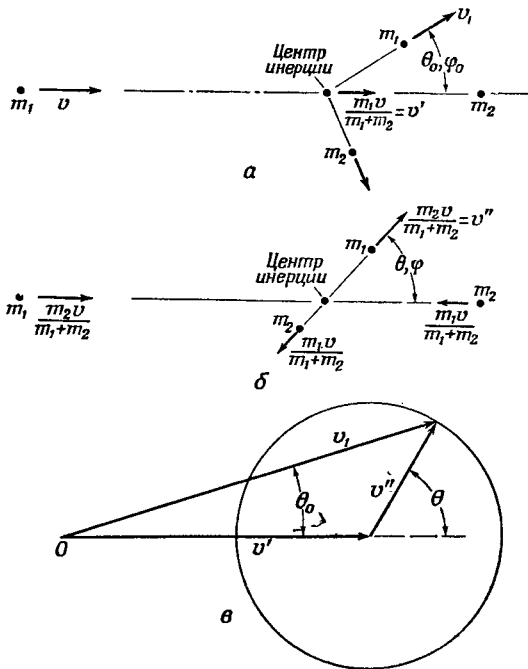 v₁
m₁
θ₀, φ₀
Центр
инерции
m₁ v
m₁v/(m₁+m₂) = v′
m₂
m₂
а
m₂v/(m₁+m₂) = v″
m₁
θ, φ
Центр
инерции
m₁
m₂v/(m₁+m₂)
m₂
m₁v/(m₁+m₂)
m₂
m₁v/(m₁+m₂)
б
v₁
v″
θ₀
θ
0
v′
в